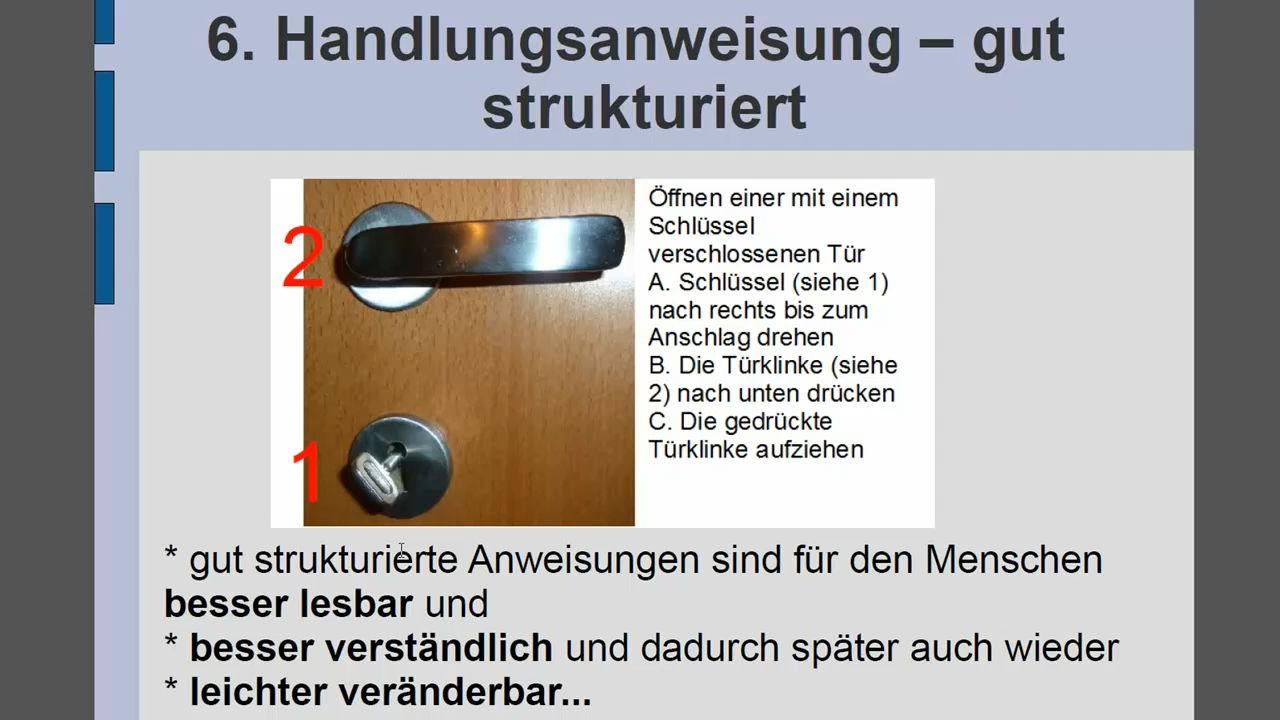 6. Handlungsanweisung – gut
strukturiert
2
1
Öffnen einer mit einem
Schlüssel
verschlossenen Tür
A. Schlüssel (siehe 1)
nach rechts bis zum
Anschlag drehen
B. Die Türklinke (siehe
2) nach unten drücken
C. Die gedrückte
Türklinke aufziehen
* gut strukturierte Anweisungen sind für den Menschen
besser lesbar und
* besser verständlich und dadurch später auch wieder
* leichter veränderbar...